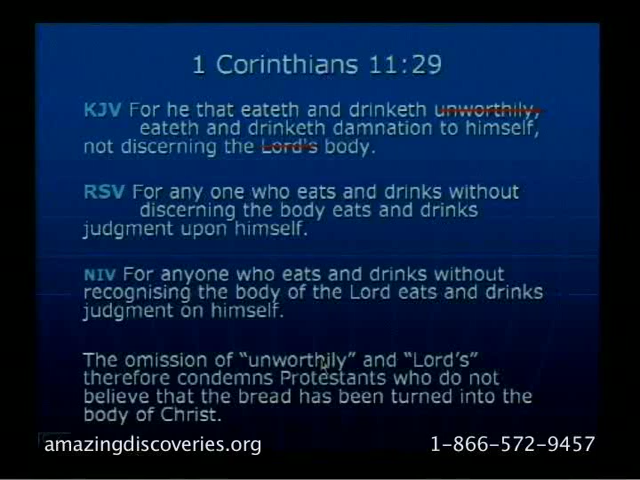 1 Corinthians 11:29
KJV For he that eateth and drinketh unworthily,
eateth and drinketh damnation to himself,
not discerning the Lord's body.
RSV For any one who eats and drinks without
discerning the body eats and drinks
judgment upon himself.
NIV For anyone who eats and drinks without
recognising the body of the Lord eats and drinks
judgment on himself.
The omission of “unworthily” and “Lord’s”
therefore condemns Protestants who do not
believe that the bread has been turned into the
body of Christ.
amazingdiscoveries.org 1-866-572-9457